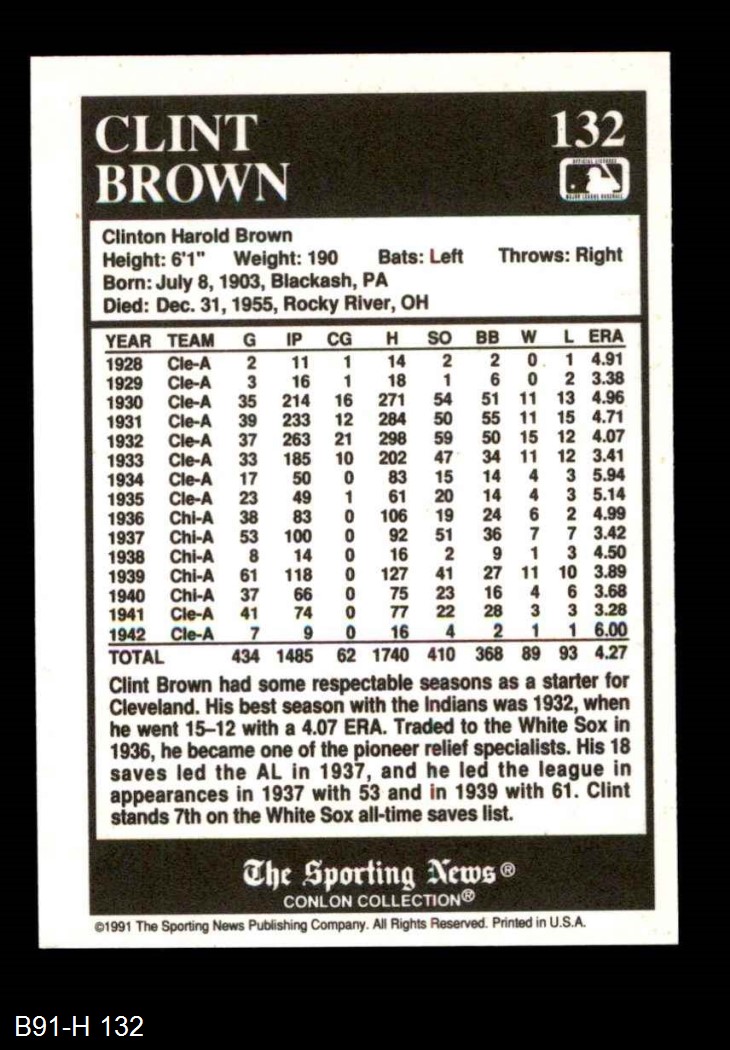 CLINT
BROWN
132
OFFICIAL LICENSEE
MAJOR LEAGUE BASEBALL
Clinton Harold Brown
Height: 6'1" Weight: 190 Bats: Left Throws: Right
Born: July 8, 1903, Blackash, PA
Died: Dec. 31, 1955, Rocky River, OH
YEAR TEAM G IP CG H SO BB W L ERA
1928 Cle-A 2 11 1 14 2 2 0 1 4.91
1929 Cle-A 3 16 1 18 1 6 0 2 3.38
1930 Cle-A 35 214 16 271 54 51 11 13 4.96
1931 Cle-A 39 233 12 284 50 55 11 15 4.71
1932 Cle-A 37 263 21 298 59 50 15 12 4.07
1933 Cle-A 33 185 10 202 47 34 11 12 3.41
1934 Cle-A 17 50 0 83 15 14 4 3 5.94
1935 Cle-A 23 49 1 61 20 14 4 3 5.14
1936 Chi-A 38 83 0 106 19 24 6 2 4.99
1937 Chi-A 53 100 0 92 51 36 7 7 3.42
1938 Chi-A 8 14 0 16 2 9 1 3 4.50
1939 Chi-A 61 118 0 127 41 27 11 10 3.89
1940 Chi-A 37 66 0 75 23 16 4 6 3.68
1941 Cle-A 41 74 0 77 22 28 3 3 3.28
1942 Cle-A 7 9 0 16 4 2 1 1 6.00
TOTAL 434 1485 62 1740 410 368 89 93 4.27
Clint Brown had some respectable seasons as a starter for
Cleveland. His best season with the Indians was 1932, when
he went 15–12 with a 4.07 ERA. Traded to the White Sox in
1936, he became one of the pioneer relief specialists. His 18
saves led the AL in 1937, and he led the league in
appearances in 1937 with 53 and in 1939 with 61. Clint
stands 7th on the White Sox all-time saves list.
The Sporting News®
CONLON COLLECTION®
©1991 The Sporting News Publishing Company. All Rights Reserved. Printed in U.S.A.
B91-H 132